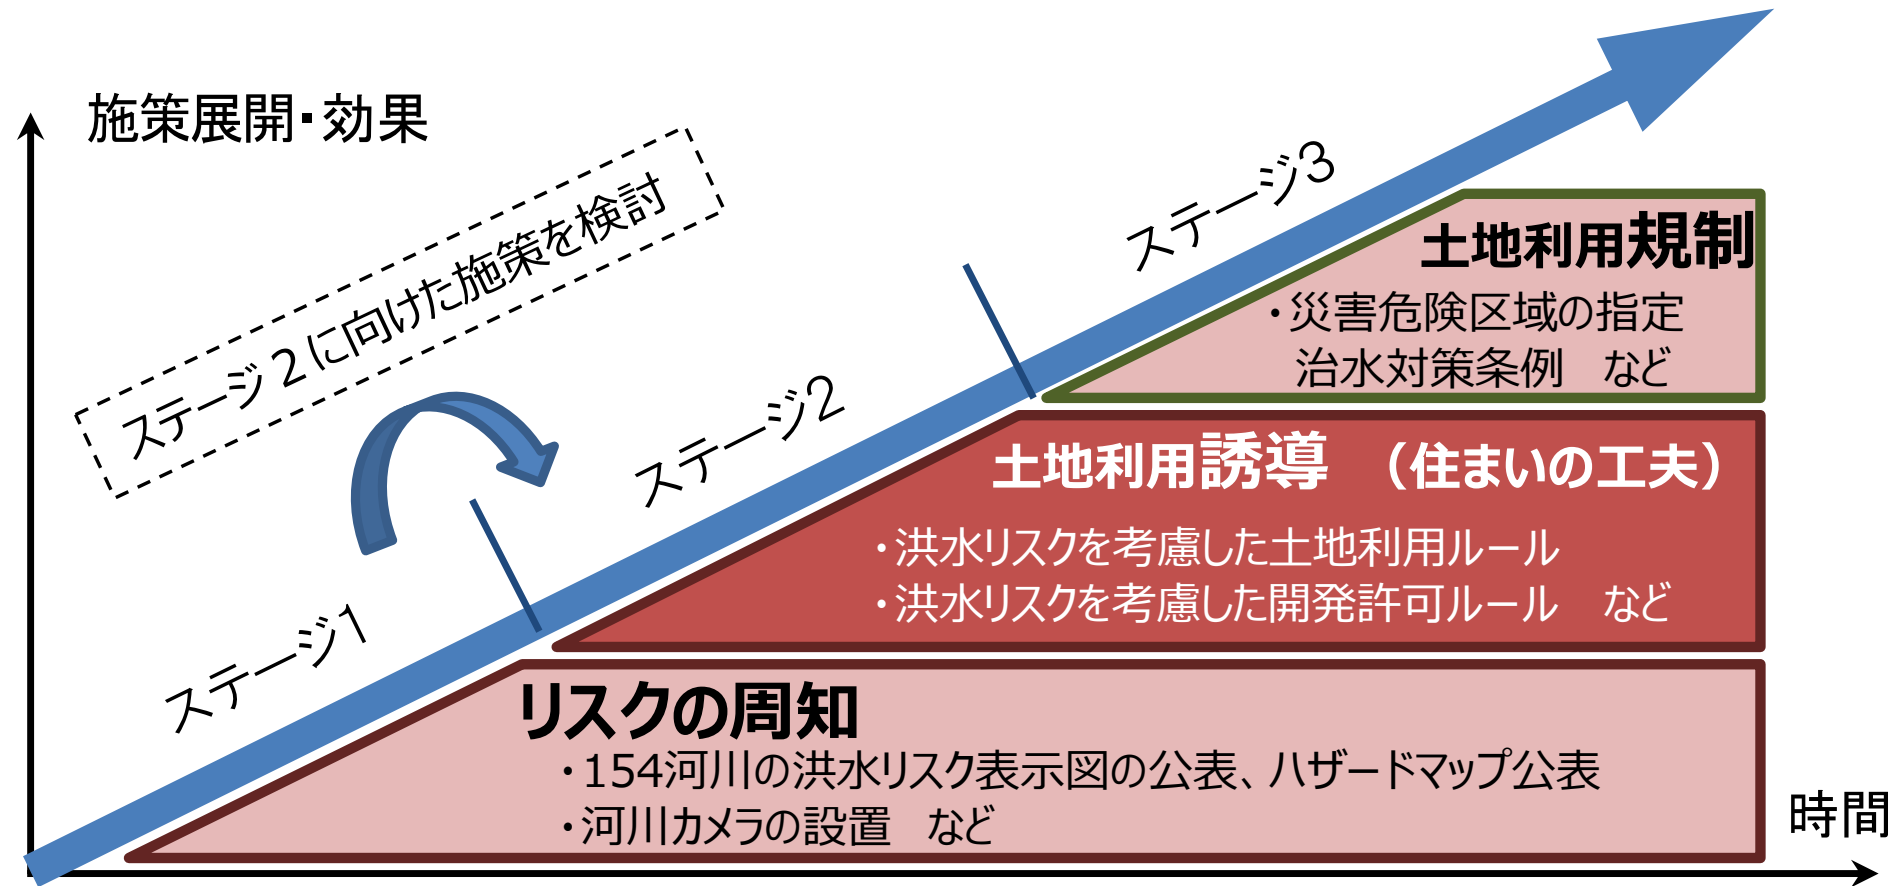 施策展開・効果
ステージ２に向けた施策を検討
ステージ3
土地利用規制
・災害危険区域の指定
治水対策条例　など
ステージ2
土地利用誘導　（住まいの工夫）
・洪水リスクを考慮した土地利用ルール
・洪水リスクを考慮した開発許可ルール　など
ステージ1
リスクの周知
・154河川の洪水リスク表示図の公表、ハザードマップ公表
・河川カメラの設置　など
時間